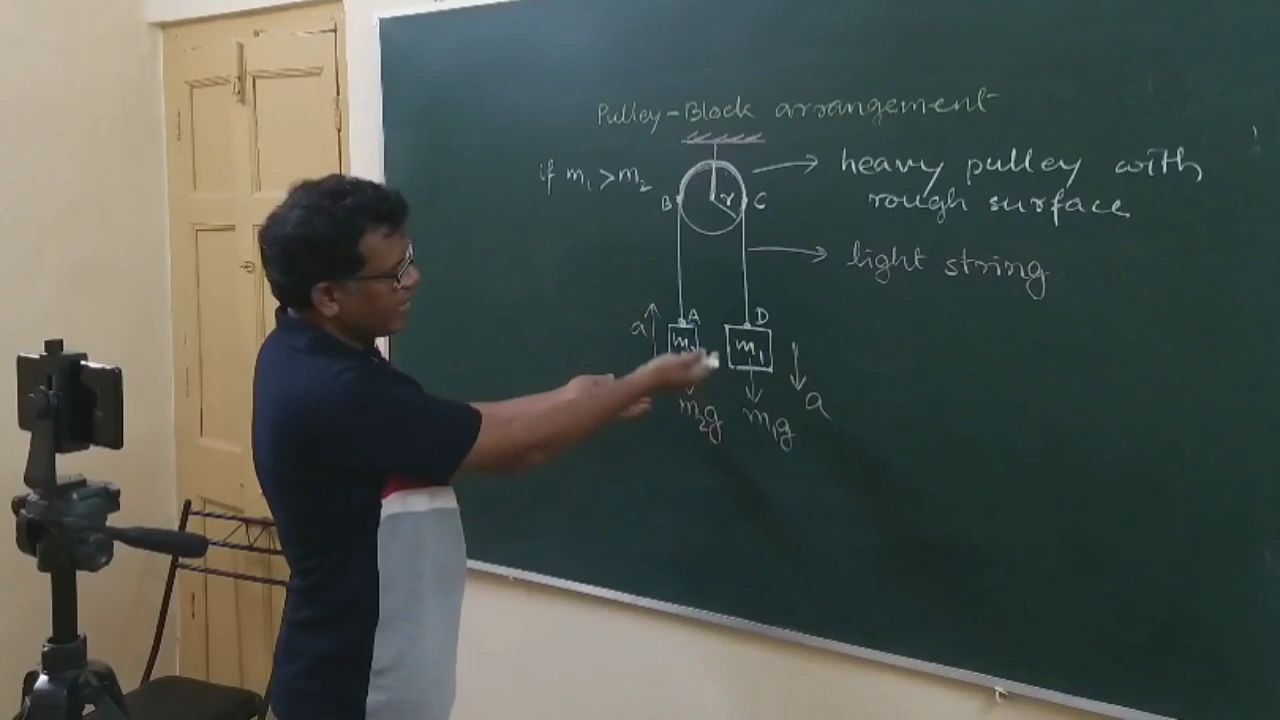 Pulley-Block arrangement
if m₁ > m₂
heavy pulley with
rough surface
B
r
C
light string
A
D
a
m₂
m₁
a
m₂g
m₁g